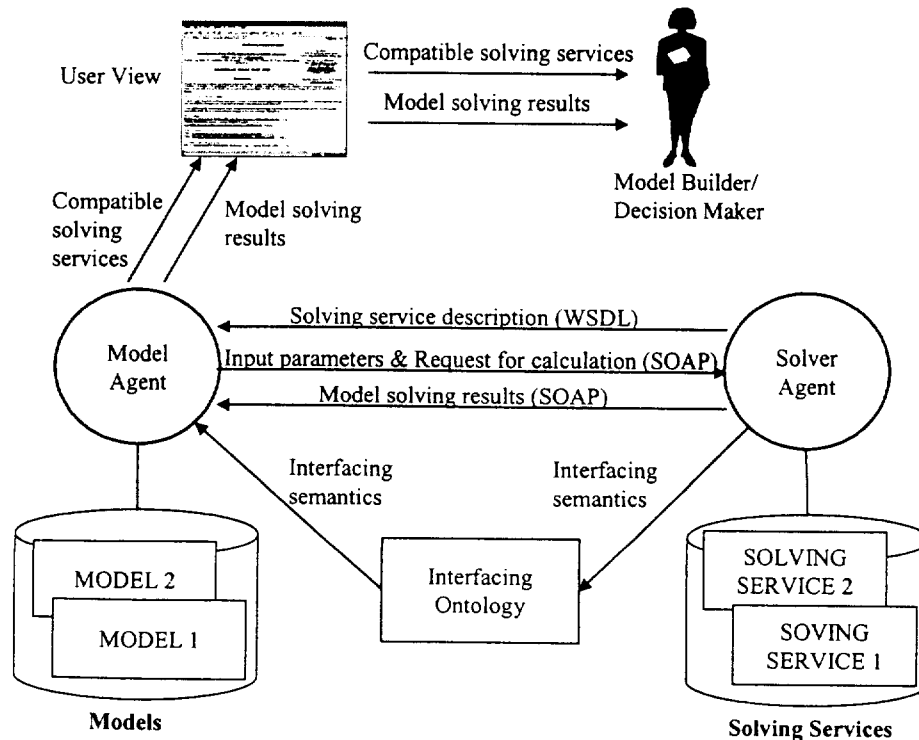 User View
Compatible solving services
Model solving results
Model Builder/
Decision Maker
Compatible
solving
services
Model solving
results
Model
Agent
Solving service description (WSDL)
Input parameters & Request for calculation (SOAP)
Model solving results (SOAP)
Solver
Agent
Interfacing
semantics
Interfacing
semantics
Interfacing
Ontology
MODEL 2
MODEL 1
Models
SOLVING
SERVICE 2
SOVING
SERVICE 1
Solving Services